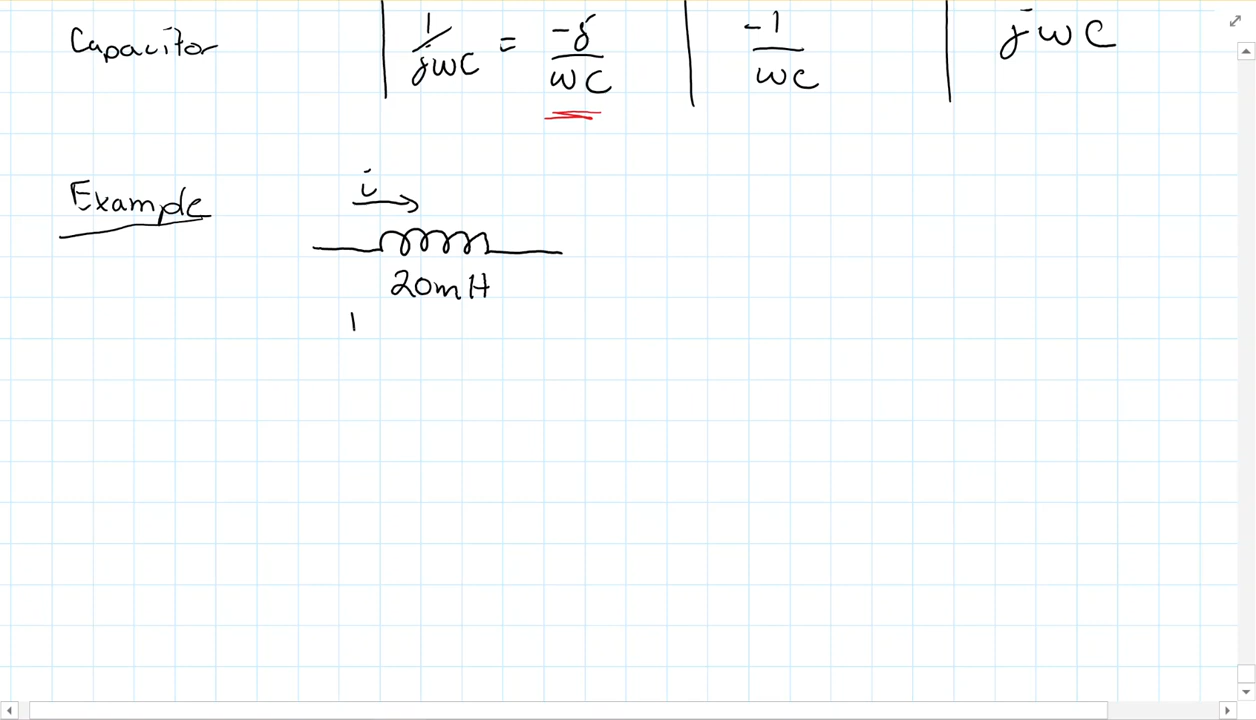 Capacitor | 1/jωC = -j/ωC | -1/ωC | jωC
Example
i
20mH